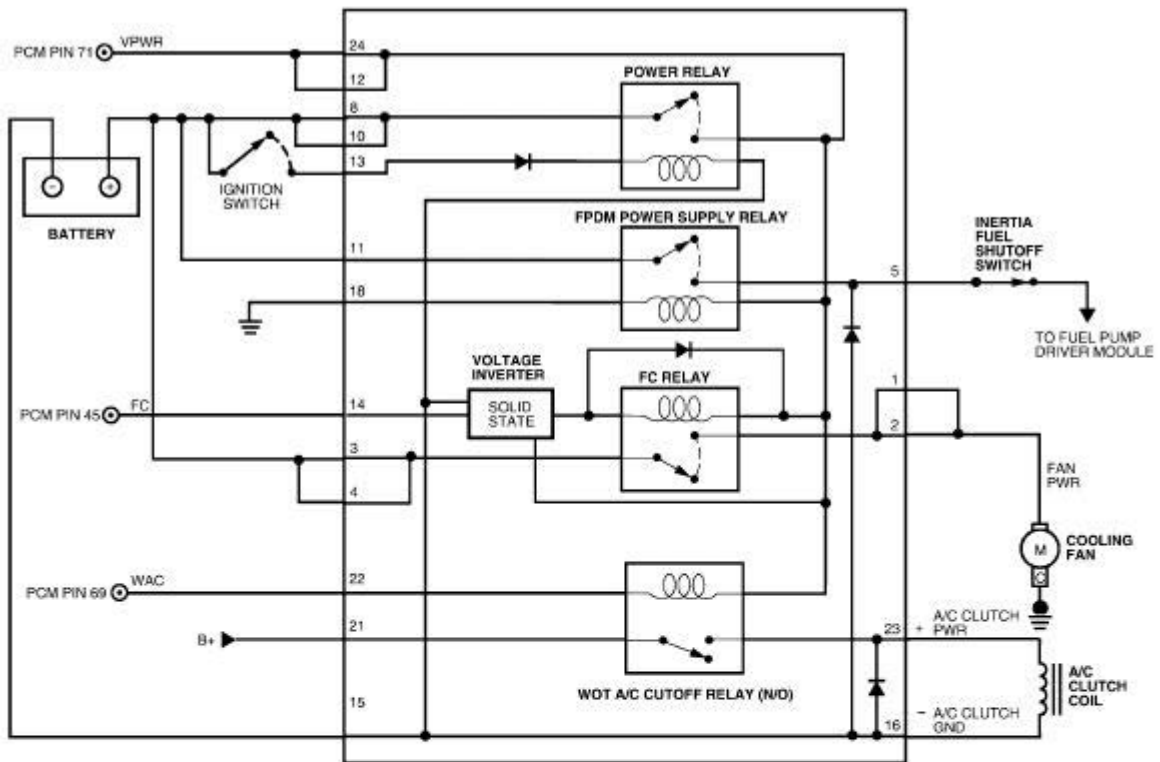 PCM PIN 71
VPWR
24
12
POWER RELAY
8
10
13
IGNITION
SWITCH
−
+
BATTERY
FPDM POWER SUPPLY RELAY
11
18
5
INERTIA
FUEL
SHUTOFF
SWITCH
TO FUEL PUMP
DRIVER MODULE
VOLTAGE
INVERTER
SOLID
STATE
FC RELAY
PCM PIN 45
FC
14
3
4
1
2
FAN
PWR
M
COOLING
FAN
PCM PIN 69
WAC
22
B+
21
WOT A/C CUTOFF RELAY (N/O)
23
+ A/C CLUTCH
PWR
A/C
CLUTCH
COIL
15
16
− A/C CLUTCH
GND